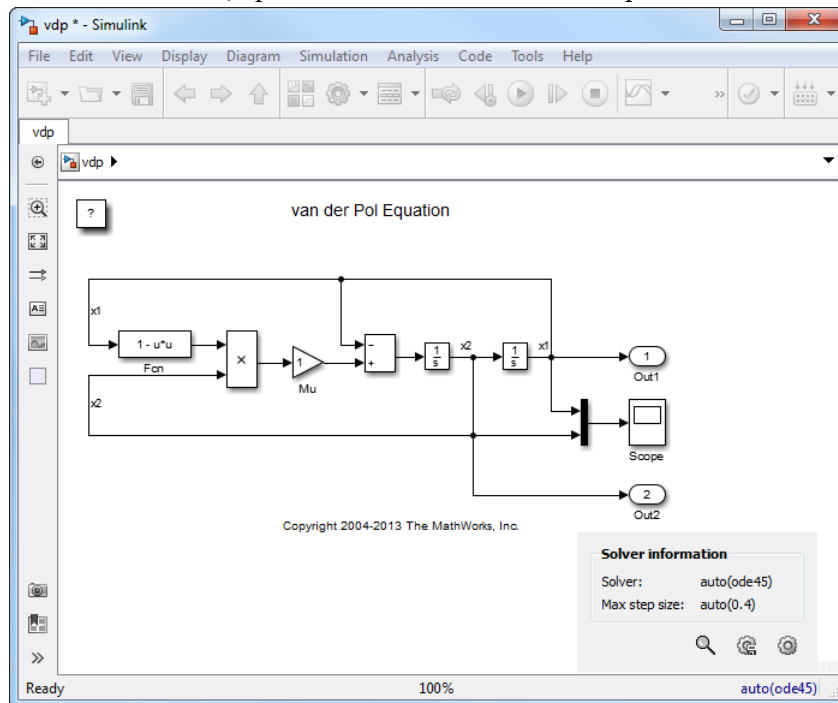 vdp * - Simulink
File Edit View Display Diagram Simulation Analysis Code Tools Help
vdp
vdp
? van der Pol Equation
x1
1 - u*u
Fcn
×
1
Mu
−
+
1
s
x2
1
s
x1
1
Out1
x2
Scope
2
Out2
Copyright 2004-2013 The MathWorks, Inc.
Solver information
Solver: auto(ode45)
Max step size: auto(0.4)
Ready 100% auto(ode45)